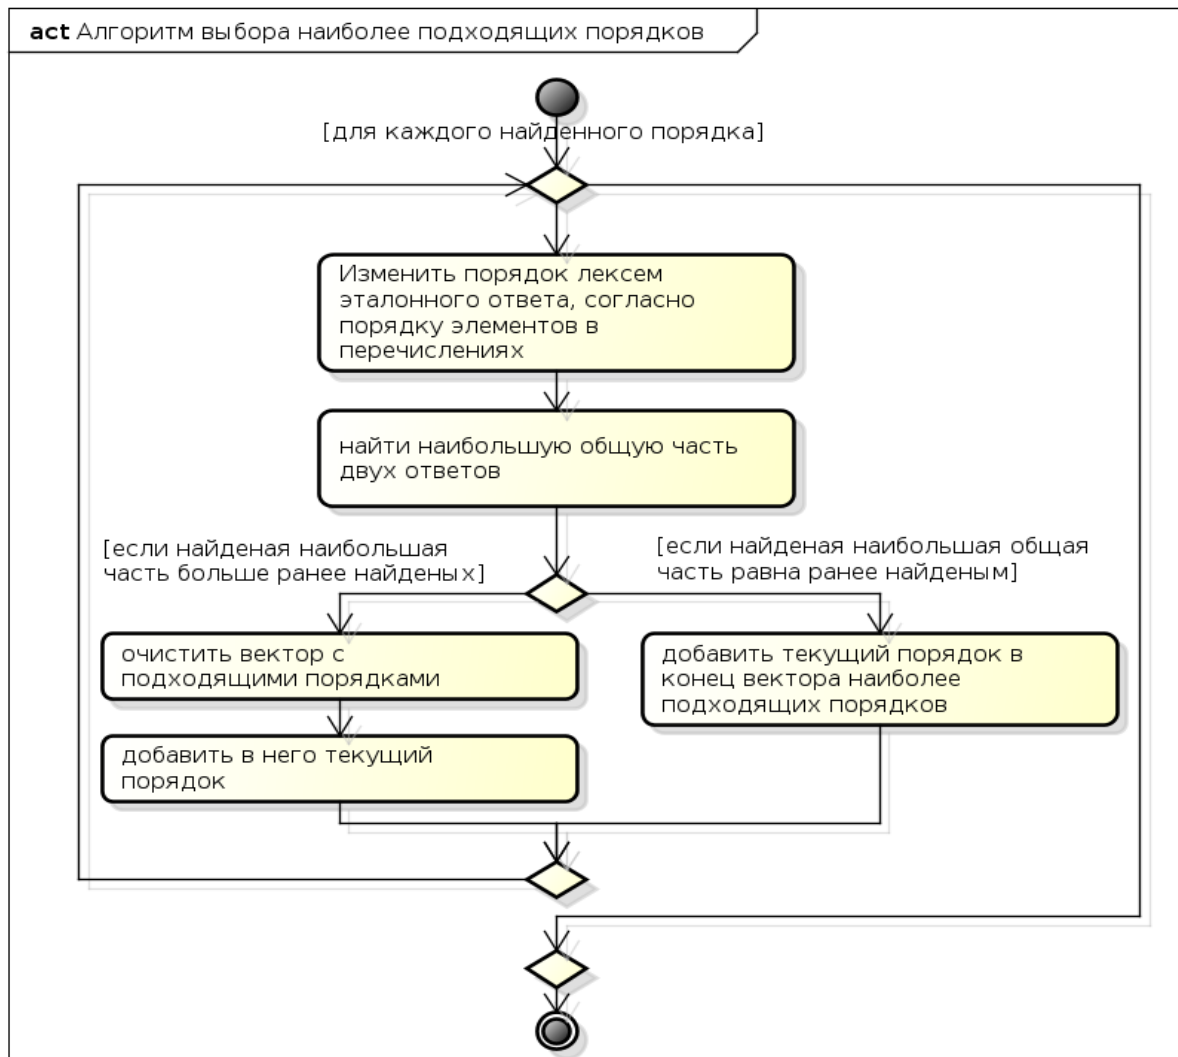 act Алгоритм выбора наиболее подходящих порядков
[для каждого найденного порядка]
Изменить порядок лексем
эталонного ответа, согласно
порядку элементов в
перечислениях
найти наибольшую общую часть
двух ответов
[если найденая наибольшая
часть больше ранее найденых]
[если найденая наибольшая общая
часть равна ранее найденым]
очистить вектор с
подходящими порядками
добавить текущий порядок в
конец вектора наиболее
подходящих порядков
добавить в него текущий
порядок